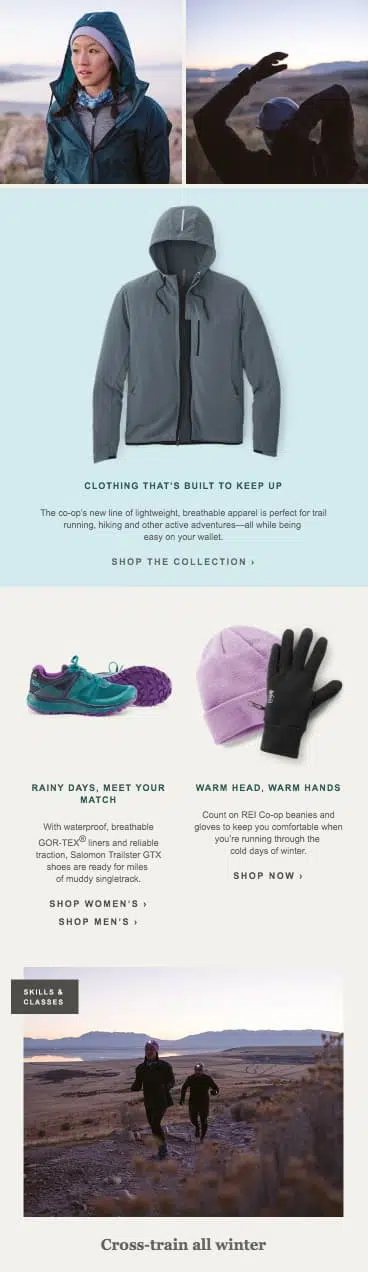 CLOTHING THAT'S BUILT TO KEEP UP
The co-op's new line of lightweight, breathable apparel is perfect for trail
running, hiking and other active adventures—all while being
easy on your wallet.
SHOP THE COLLECTION ›
RAINY DAYS, MEET YOUR
MATCH
With waterproof, breathable
GOR-TEX® liners and reliable
traction, Salomon Trailster GTX
shoes are ready for miles
of muddy singletrack.
SHOP WOMEN'S ›
SHOP MEN'S ›
WARM HEAD, WARM HANDS
Count on REI Co-op beanies and
gloves to keep you comfortable when
you're running through the
cold days of winter.
SHOP NOW ›
SKILLS &
CLASSES
Cross-train all winter